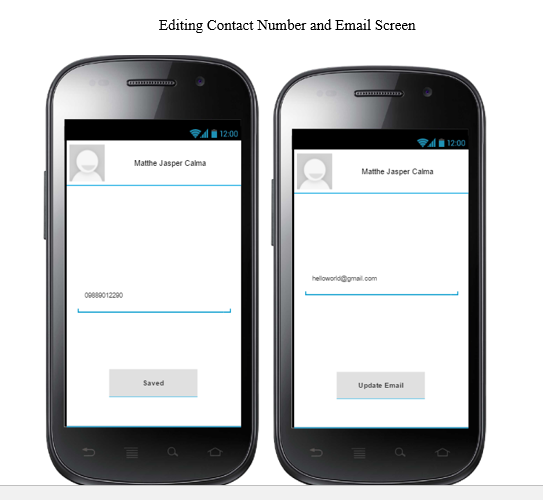 Editing Contact Number and Email Screen
12:00
Matthe Jasper Calma
09889012290
Saved
12:00
Matthe Jasper Calma
helloworld@gmail.com
Update Email